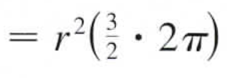 = r²(3/2 · 2π)